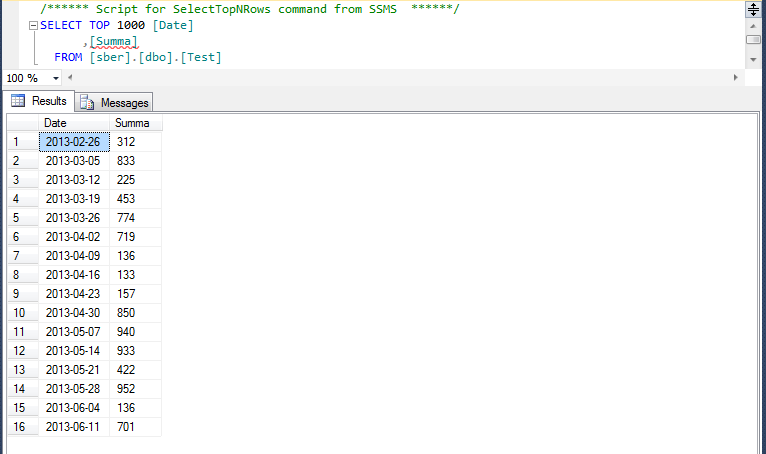 /****** Script for SelectTopNRows command from SSMS  ******/
SELECT TOP 1000 [Date]
,[Summa]
FROM [sber].[dbo].[Test]
100 %
Results Messages
Date Summa
1 2013-02-26 312
2 2013-03-05 833
3 2013-03-12 225
4 2013-03-19 453
5 2013-03-26 774
6 2013-04-02 719
7 2013-04-09 136
8 2013-04-16 133
9 2013-04-23 157
10 2013-04-30 850
11 2013-05-07 940
12 2013-05-14 933
13 2013-05-21 422
14 2013-05-28 952
15 2013-06-04 136
16 2013-06-11 701